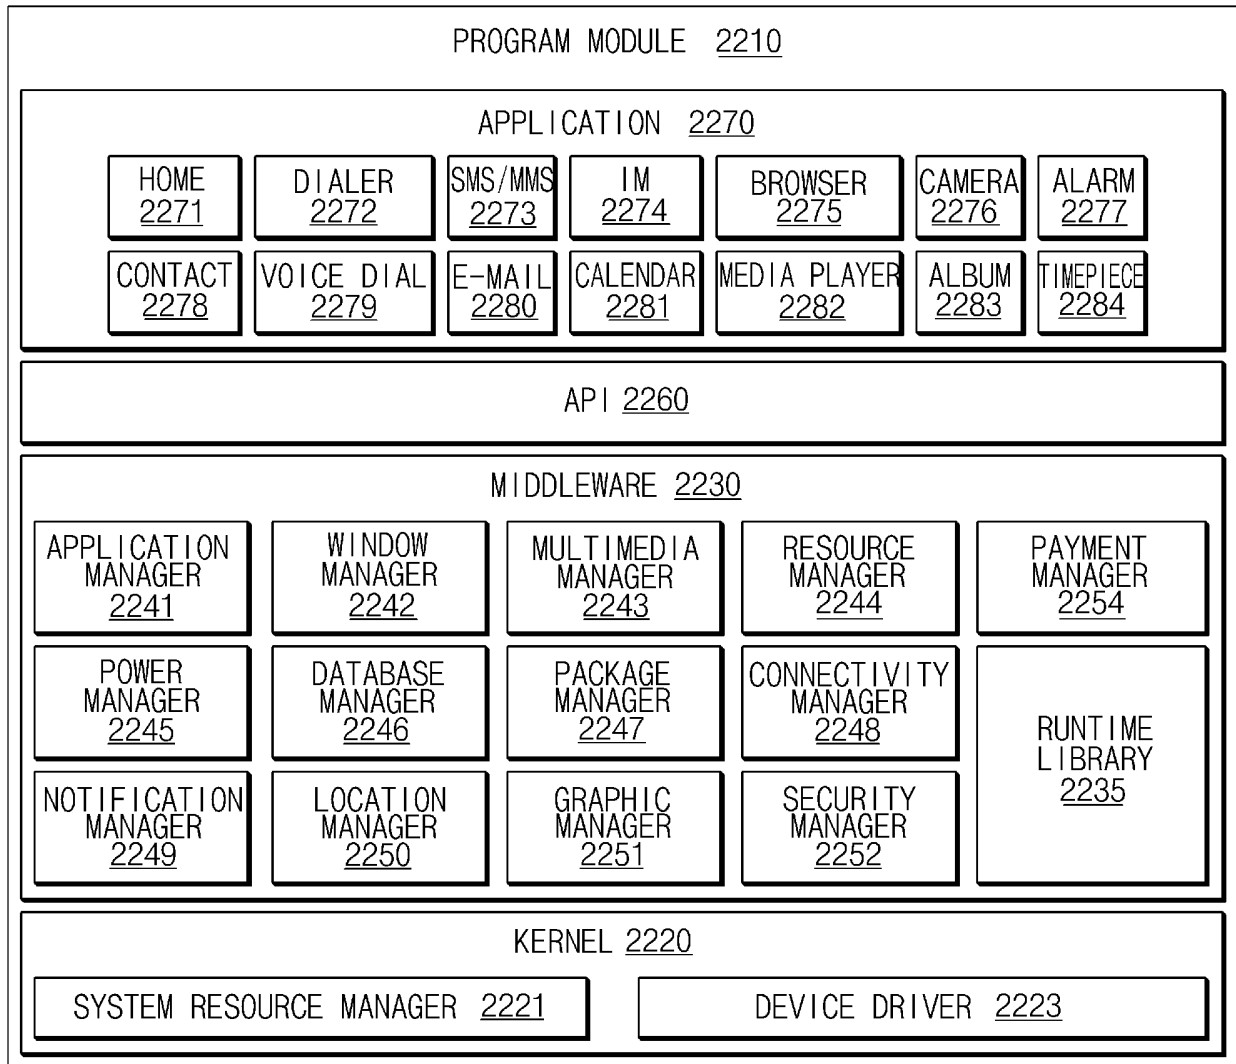 PROGRAM MODULE 2210
APPLICATION 2270
HOME
2271
DIALER
2272
SMS/MMS
2273
IM
2274
BROWSER
2275
CAMERA
2276
ALARM
2277
CONTACT
2278
VOICE DIAL
2279
E-MAIL
2280
CALENDAR
2281
MEDIA PLAYER
2282
ALBUM
2283
TIMEPIECE
2284
API 2260
MIDDLEWARE 2230
APPLICATION
MANAGER
2241
WINDOW
MANAGER
2242
MULTIMEDIA
MANAGER
2243
RESOURCE
MANAGER
2244
PAYMENT
MANAGER
2254
POWER
MANAGER
2245
DATABASE
MANAGER
2246
PACKAGE
MANAGER
2247
CONNECTIVITY
MANAGER
2248
RUNTIME
LIBRARY
2235
NOTIFICATION
MANAGER
2249
LOCATION
MANAGER
2250
GRAPHIC
MANAGER
2251
SECURITY
MANAGER
2252
KERNEL 2220
SYSTEM RESOURCE MANAGER 2221
DEVICE DRIVER 2223